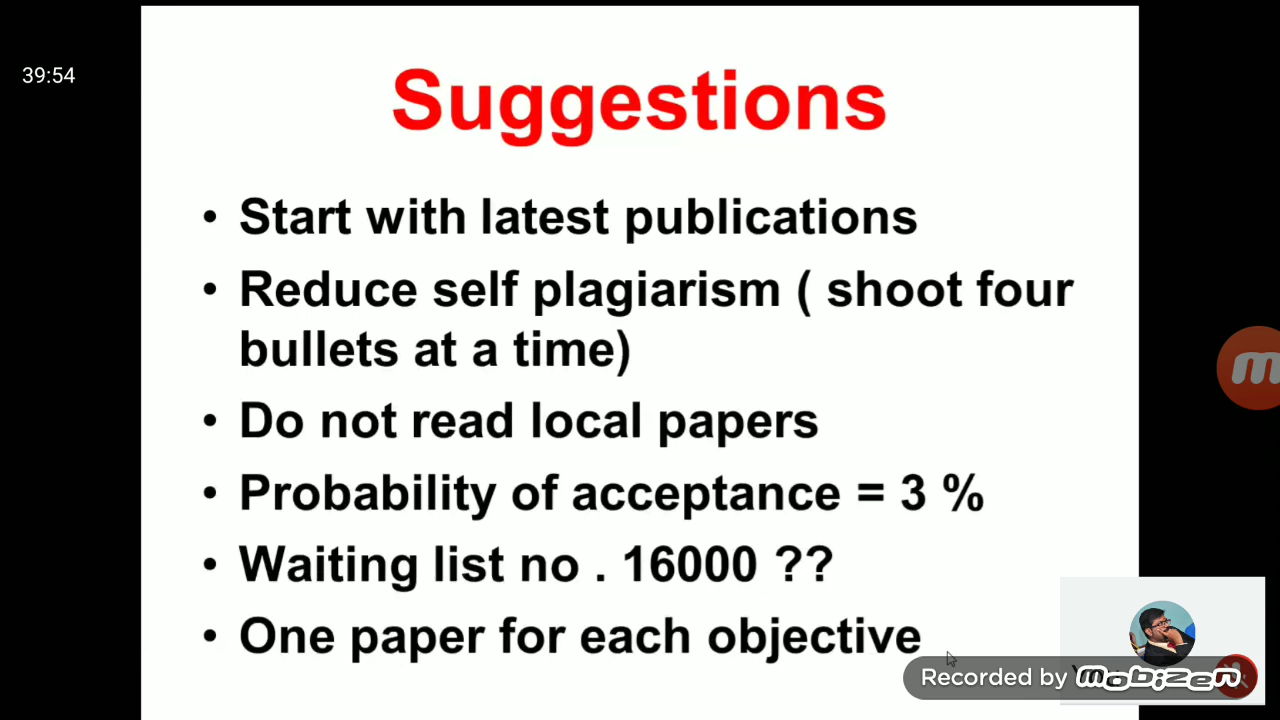 39:54
Suggestions
• Start with latest publications
• Reduce self plagiarism ( shoot four
bullets at a time)
• Do not read local papers
• Probability of acceptance = 3 %
• Waiting list no . 16000 ??
• One paper for each objective
Recorded by mobizen